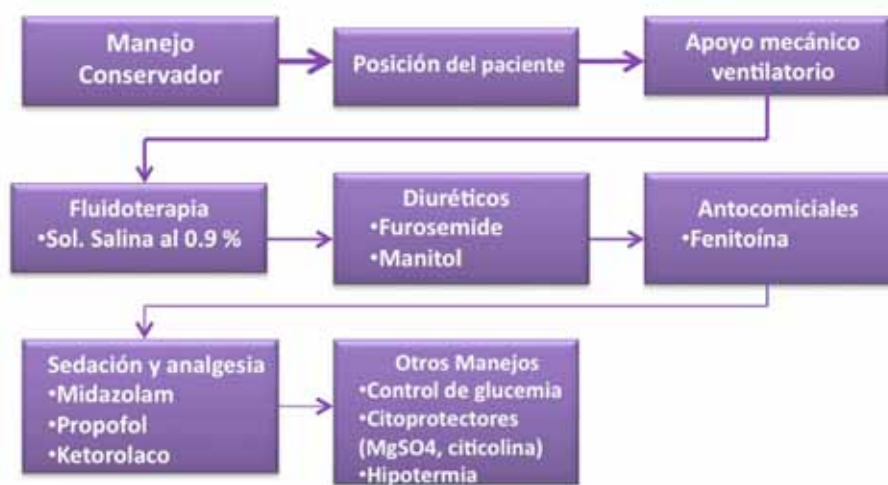 Manejo
Conservador
Posición del paciente
Apoyo mecánico
ventilatorio
Fluidoterapia
•Sol. Salina al 0.9 %
Diuréticos
•Furosemide
•Manitol
Antocomiciales
•Fenitoína
Sedación y analgesia
•Midazolam
•Propofol
•Ketorolaco
Otros Manejos
•Control de glucemia
•Citoprotectores
(MgSO4, citicolina)
•Hipotermia